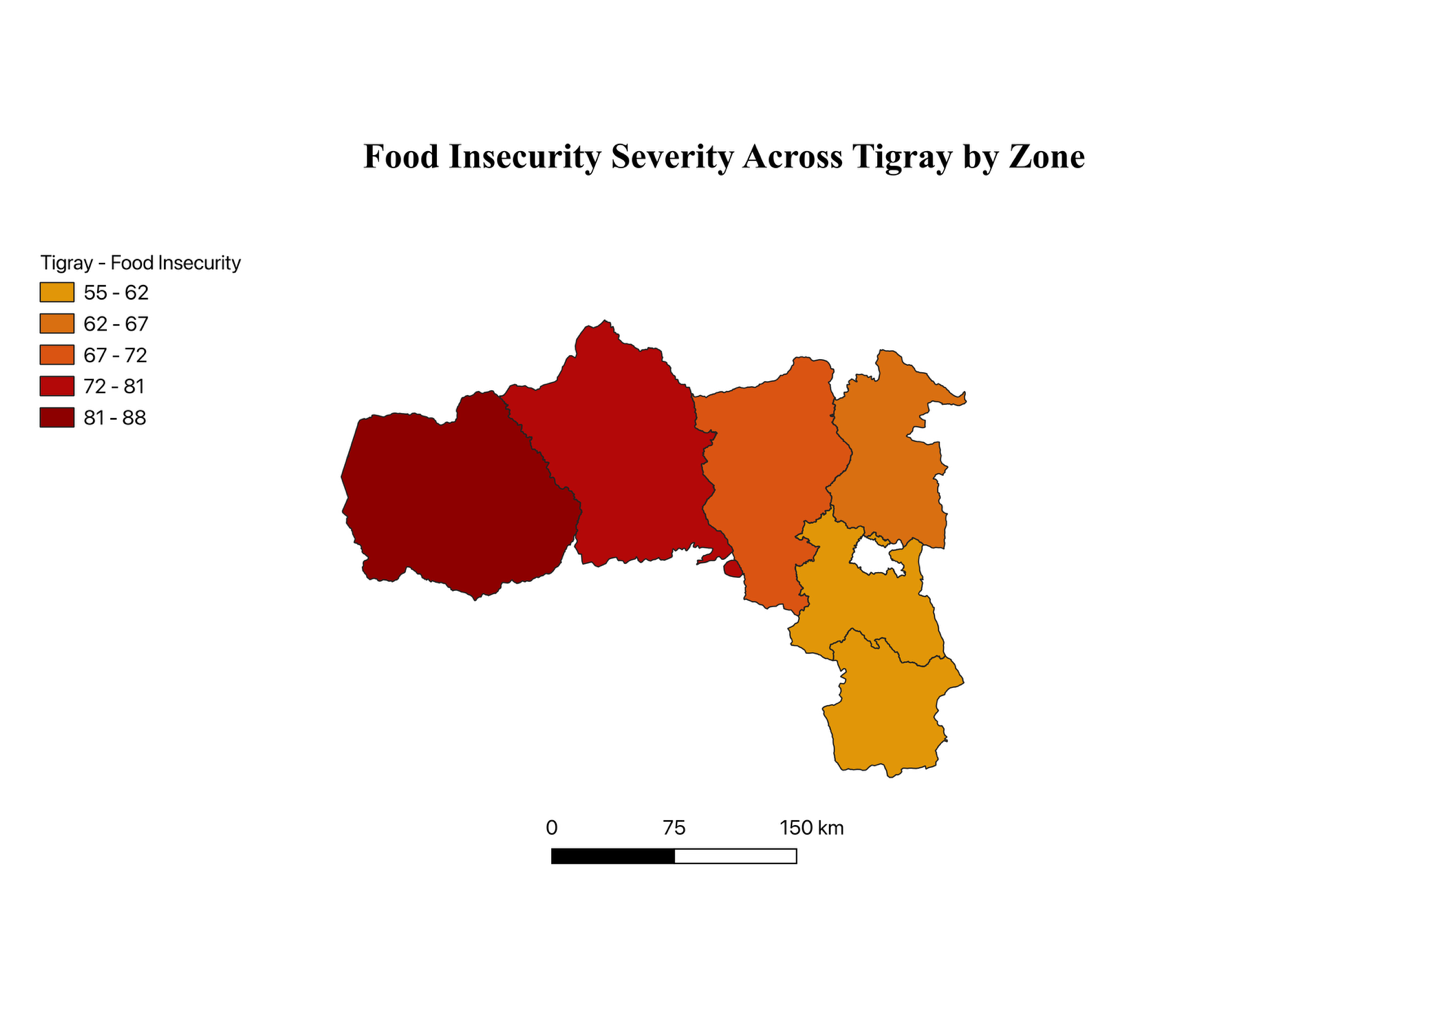 Food Insecurity Severity Across Tigray by Zone
Tigray - Food Insecurity
55 - 62
62 - 67
67 - 72
72 - 81
81 - 88
0 75 150 km